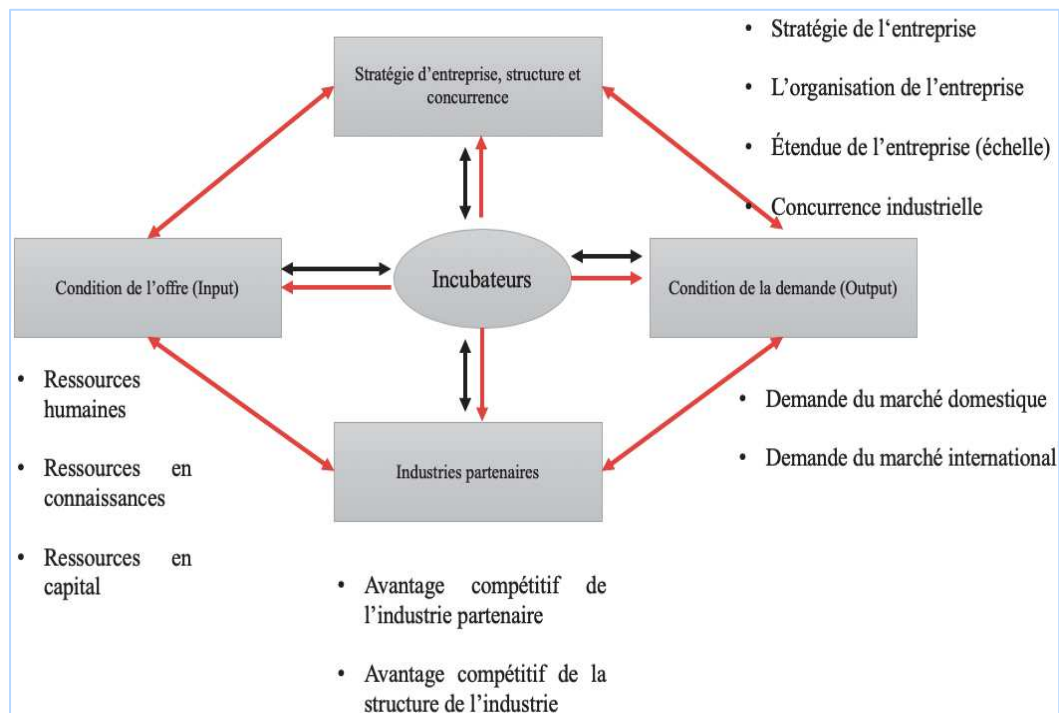 Stratégie d’entreprise, structure et
concurrence
• Stratégie de l‘entreprise
• L’organisation de l’entreprise
• Étendue de l’entreprise (échelle)
• Concurrence industrielle
Condition de l’offre (Input)
Incubateurs
Condition de la demande (Output)
• Ressources
humaines
• Ressources en
connaissances
• Ressources en
capital
Industries partenaires
• Demande du marché domestique
• Demande du marché international
• Avantage compétitif de
l’industrie partenaire
• Avantage compétitif de la
structure de l’industrie